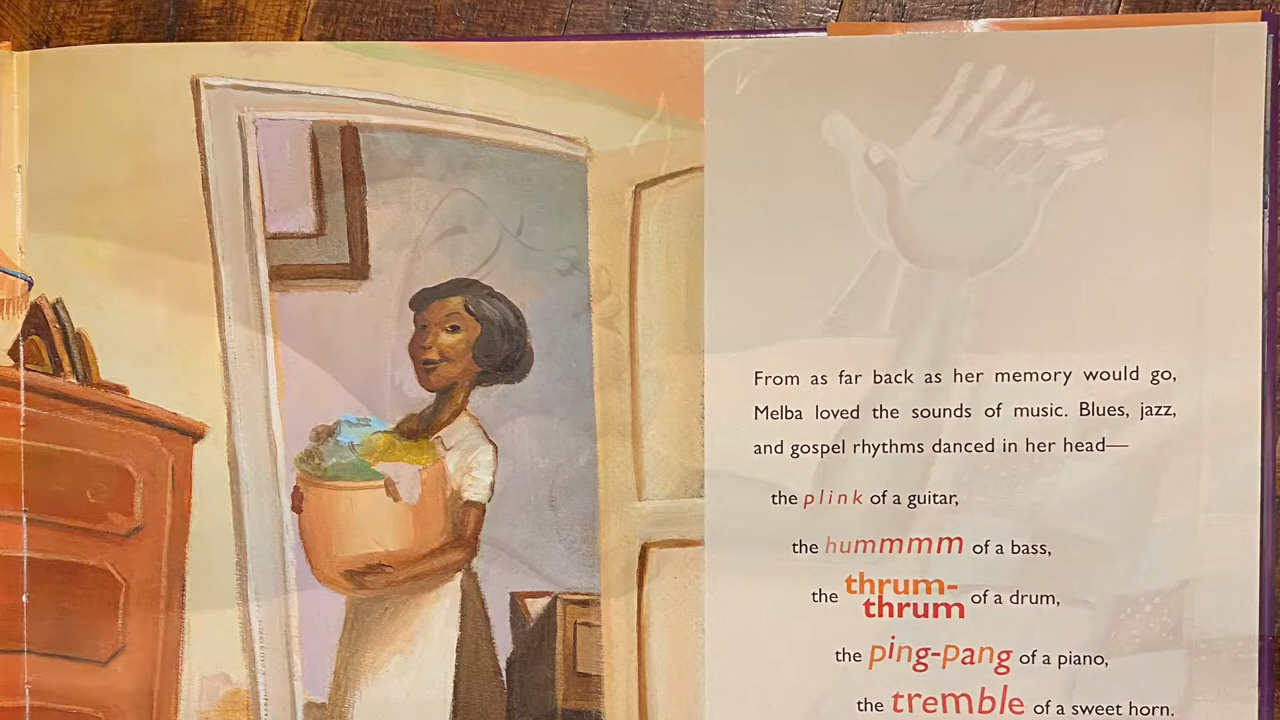 From as far back as her memory would go,
Melba loved the sounds of music. Blues, jazz,
and gospel rhythms danced in her head—
the plink of a guitar,
the hummmm of a bass,
the thrum-
thrum of a drum,
the ping-pang of a piano,
the tremble of a sweet horn.